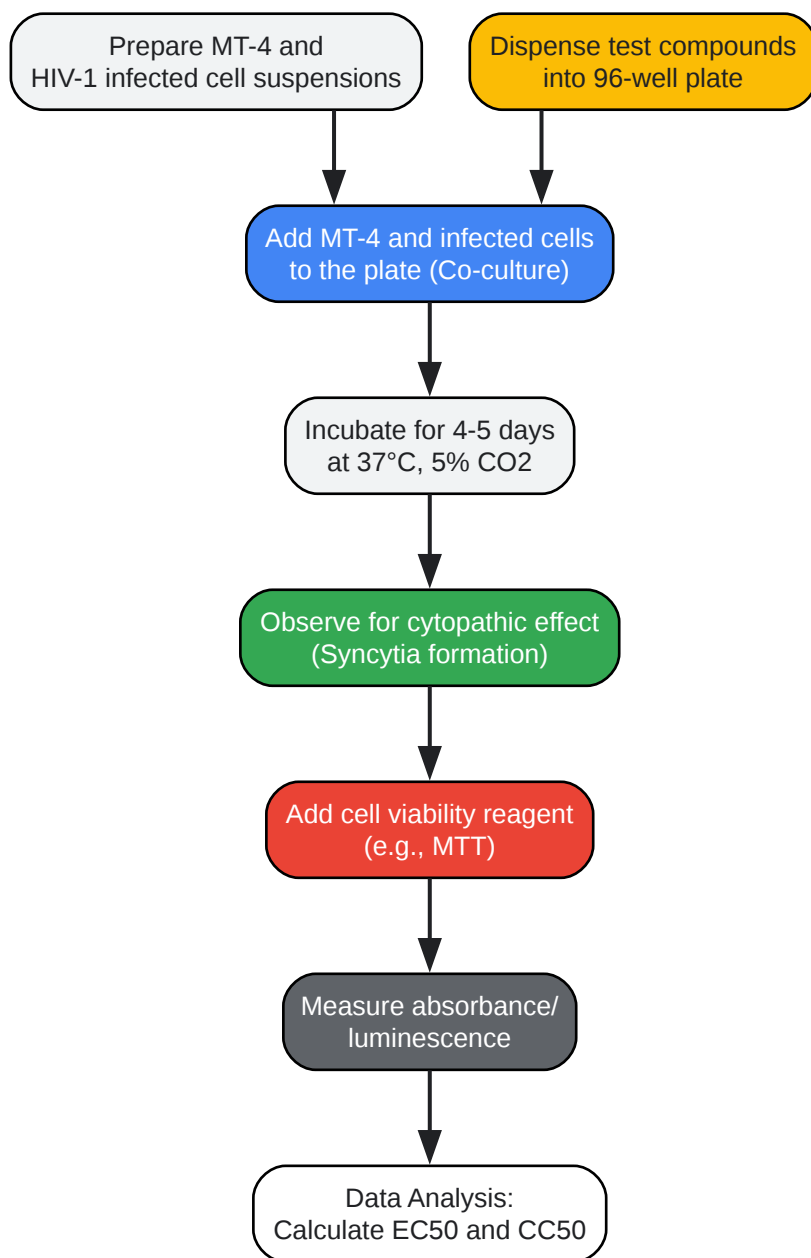 Prepare MT-4 and
HIV-1 infected cell suspensions
Dispense test compounds
into 96-well plate
Add MT-4 and infected cells
to the plate (Co-culture)
Incubate for 4-5 days
at 37°C, 5% CO2
Observe for cytopathic effect
(Syncytia formation)
Add cell viability reagent
(e.g., MTT)
Measure absorbance/
luminescence
Data Analysis:
Calculate EC50 and CC50